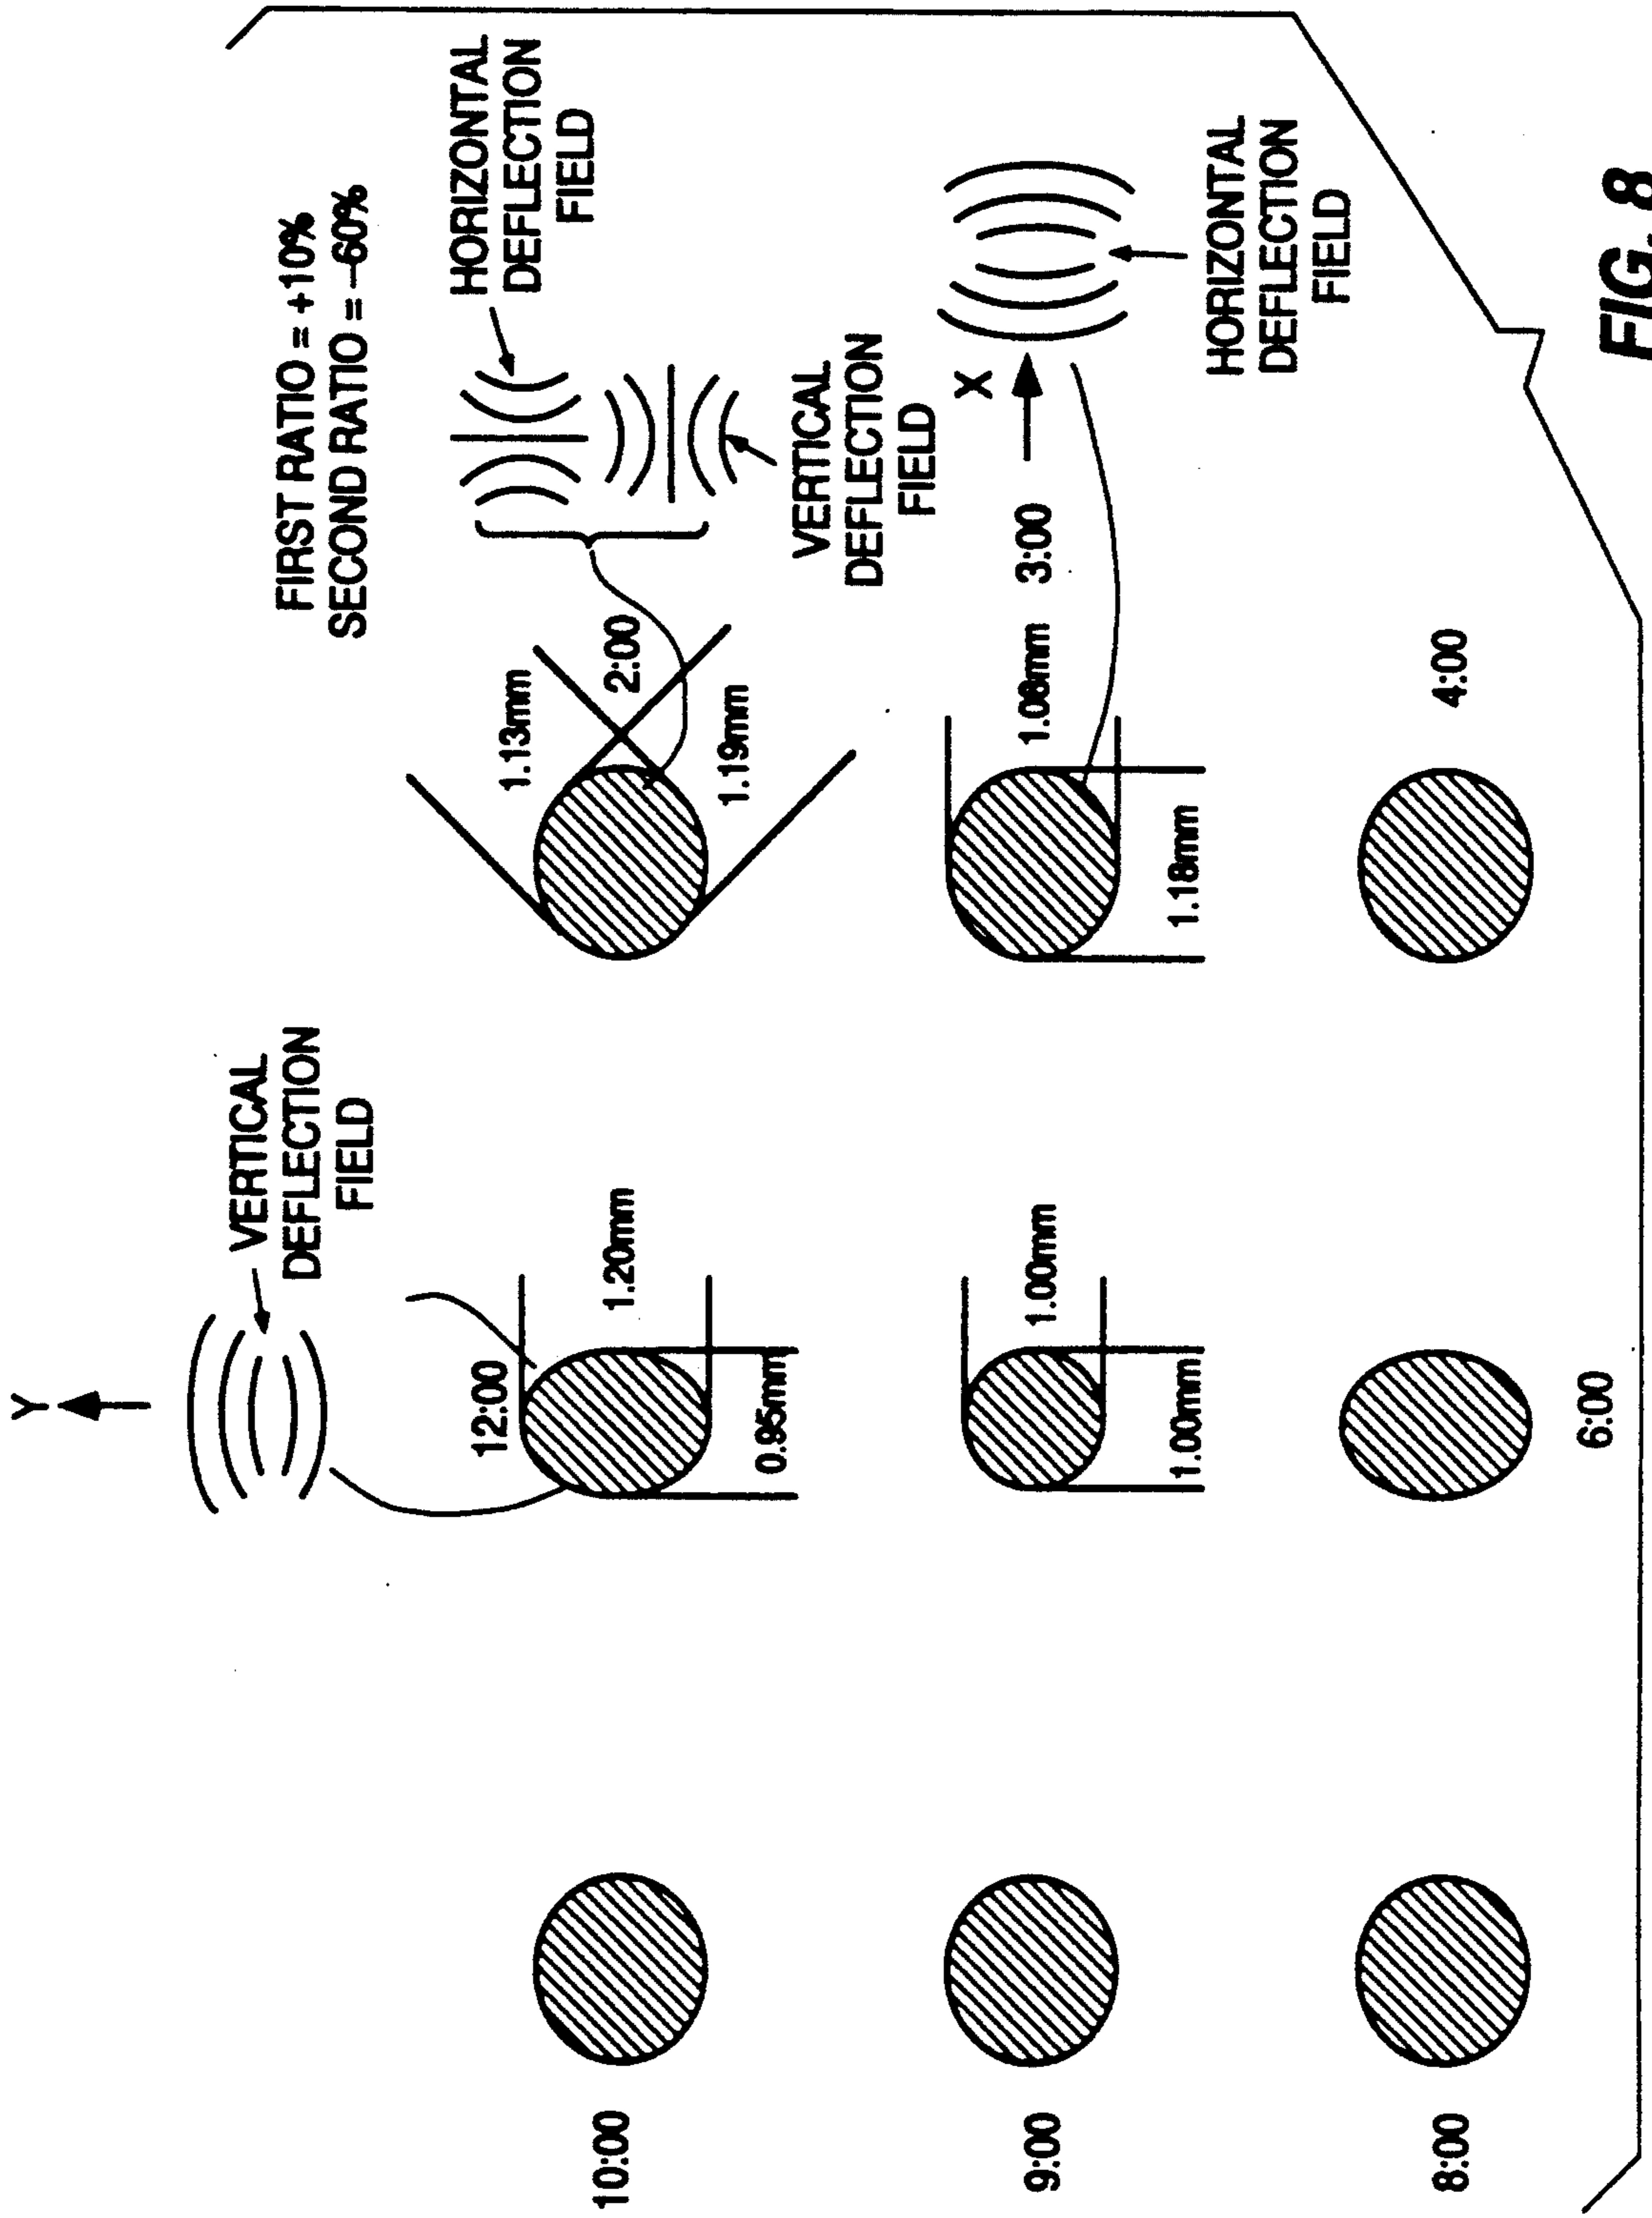 Y
VERTICAL
DEFLECTION
FIELD
FIRST RATIO = +10%
SECOND RATIO = -60%
HORIZONTAL
DEFLECTION
FIELD
10:00
12:00
1.20mm
0.95mm
1.13mm
2:00
1.19mm
VERTICAL
DEFLECTION
FIELD
X
9:00
1.00mm
1.00mm
1.08mm
3:00
1.18mm
HORIZONTAL
DEFLECTION
FIELD
8:00
6:00
4:00
FIG. 8